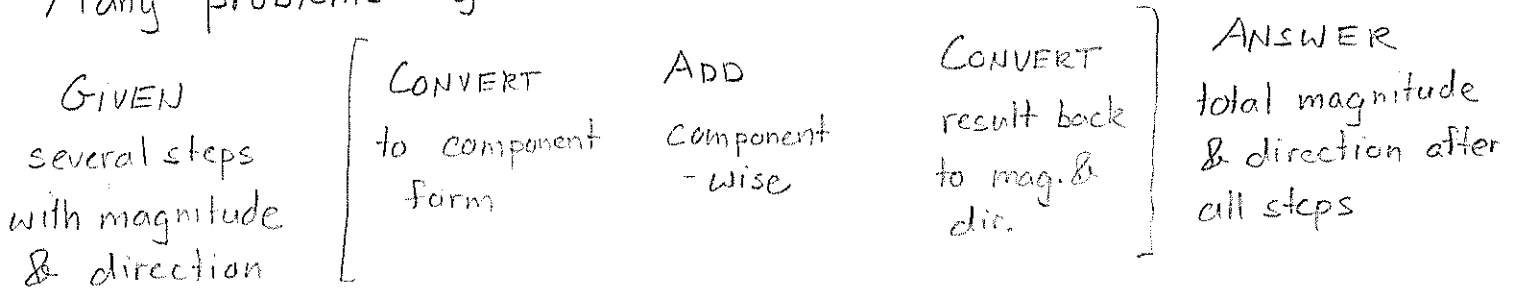 Many problems
GIVEN
several steps
with magnitude
& direction
CONVERT
to component
form
ADD
component
-wise
CONVERT
result back
to mag. &
dir.
ANSWER
total magnitude
& direction after
all steps